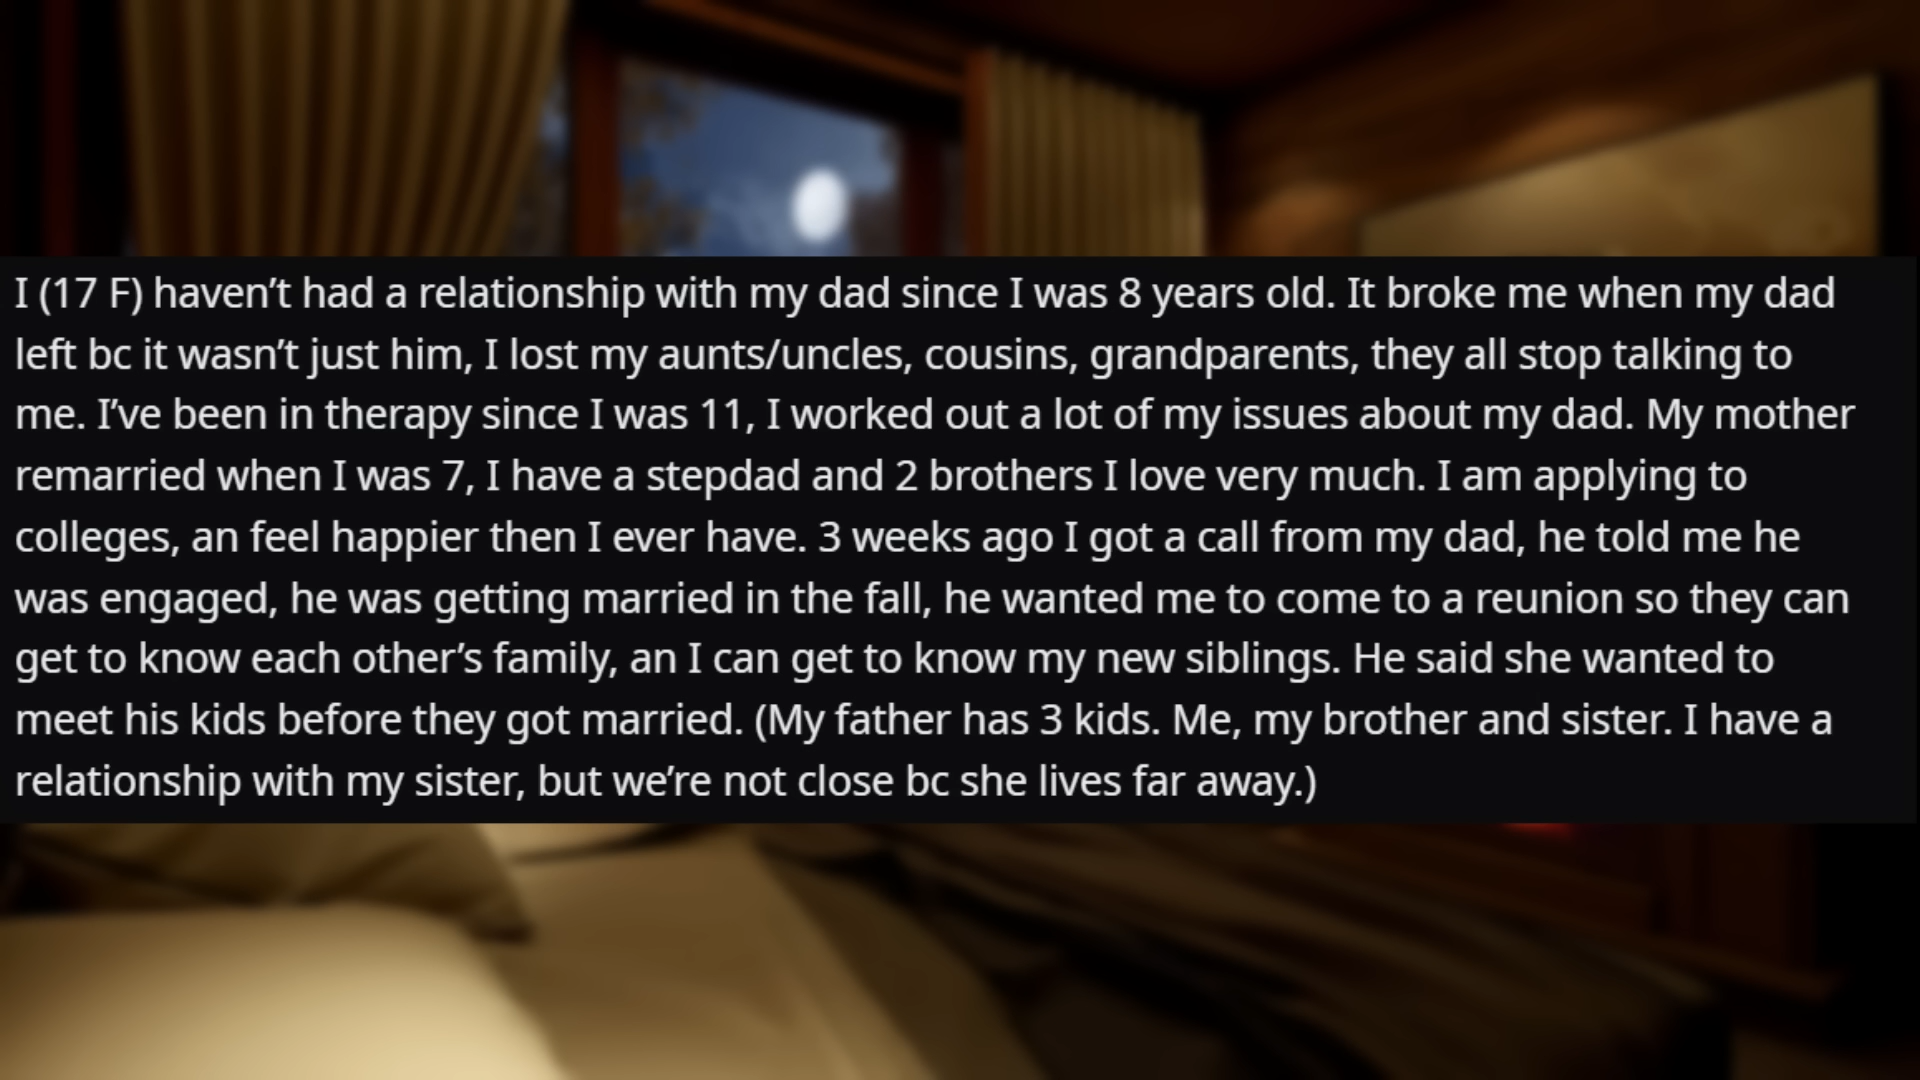 I (17 F) haven’t had a relationship with my dad since I was 8 years old. It broke me when my dad
left bc it wasn’t just him, I lost my aunts/uncles, cousins, grandparents, they all stop talking to
me. I’ve been in therapy since I was 11, I worked out a lot of my issues about my dad. My mother
remarried when I was 7, I have a stepdad and 2 brothers I love very much. I am applying to
colleges, an feel happier then I ever have. 3 weeks ago I got a call from my dad, he told me he
was engaged, he was getting married in the fall, he wanted me to come to a reunion so they can
get to know each other’s family, an I can get to know my new siblings. He said she wanted to
meet his kids before they got married. (My father has 3 kids. Me, my brother and sister. I have a
relationship with my sister, but we’re not close bc she lives far away.)